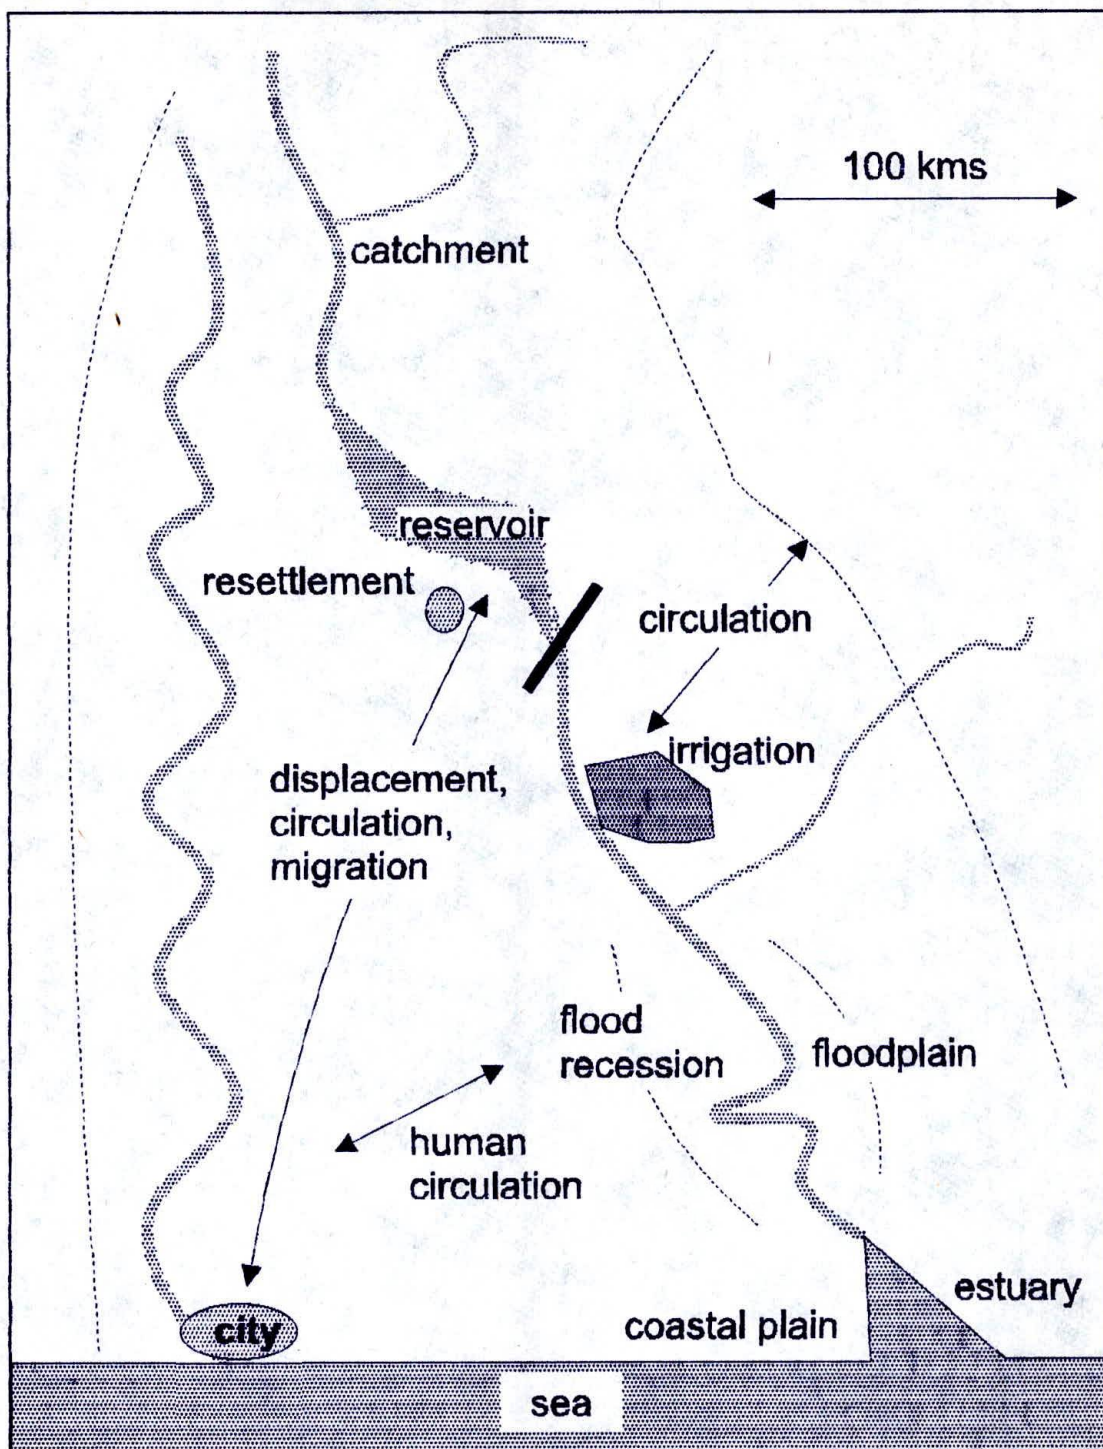 100 kms
catchment
reservoir
resettlement
circulation
irrigation
displacement,
circulation,
migration
flood
recession
floodplain
human
circulation
estuary
coastal plain
city
sea